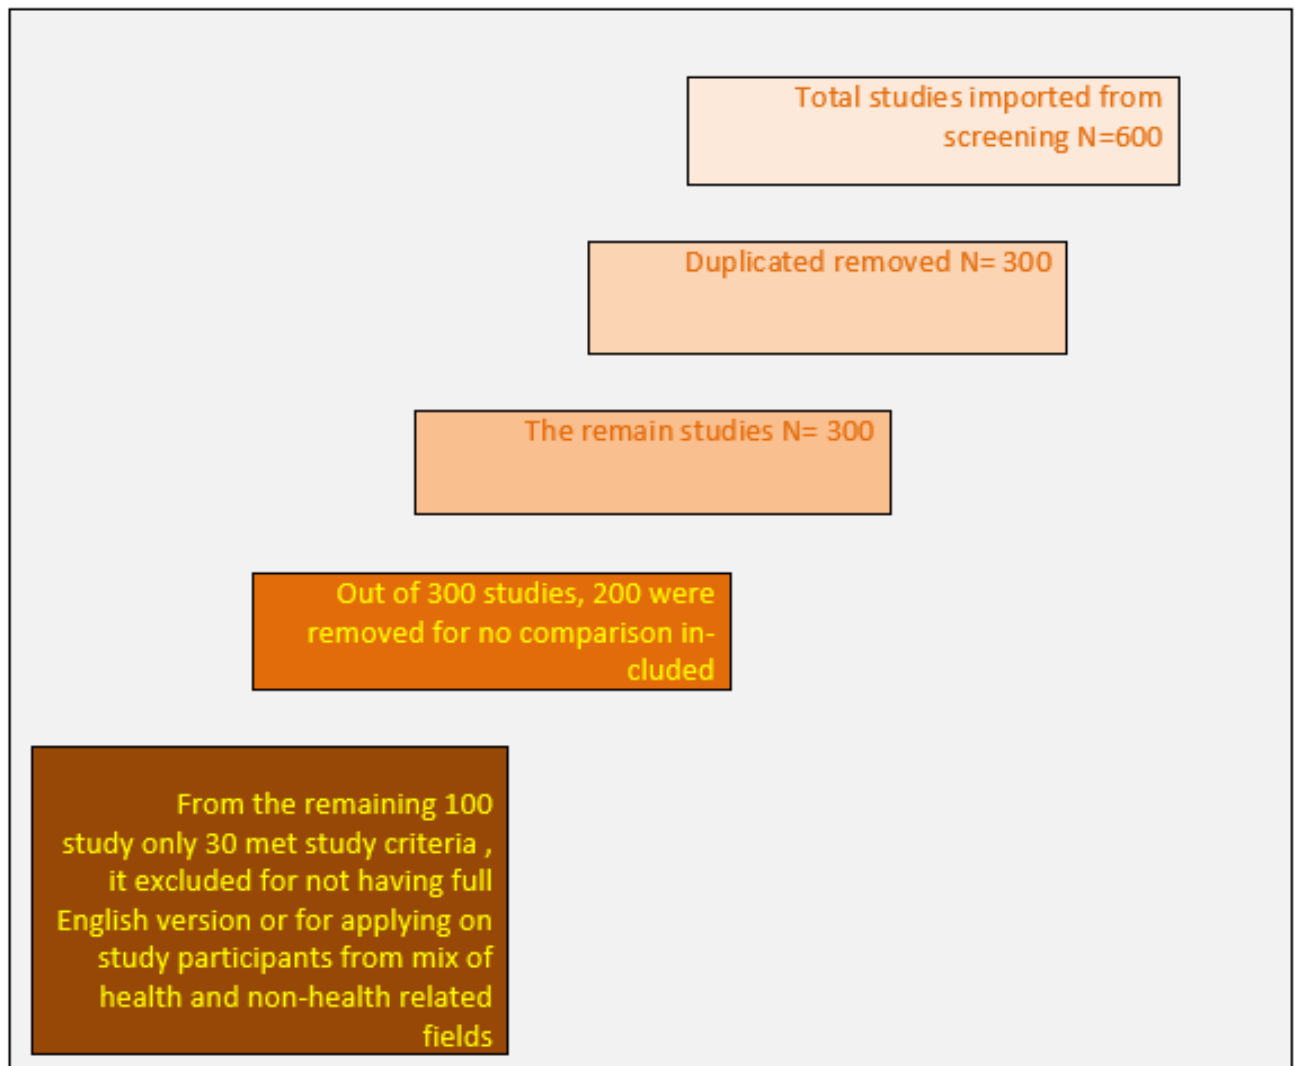 Total studies imported from
screening N=600
Duplicated removed N= 300
The remain studies N= 300
Out of 300 studies, 200 were
removed for no comparison in-
cluded
From the remaining 100
study only 30 met study criteria ,
it excluded for not having full
English version or for applying on
study participants from mix of
health and non-health related
fields